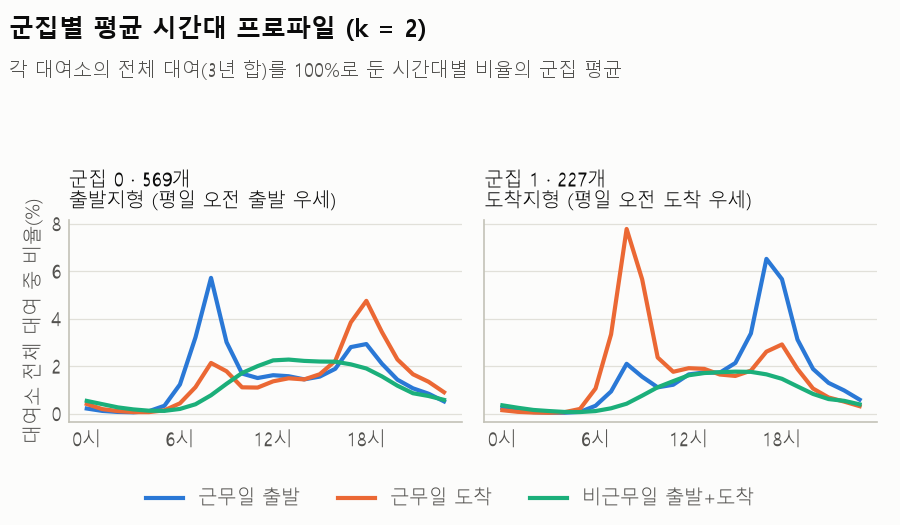 군집별 평균 시간대 프로파일 (k = 2)
각 대여소의 전체 대여(3년 합)를 100%로 둔 시간대별 비율의 군집 평균
군집 0 · 569개
출발지형 (평일 오전 출발 우세)
군집 1 · 227개
도착지형 (평일 오전 도착 우세)
대여소 전체 대여 중 비율(%)
8
6
4
2
0
0시 6시 12시 18시
0시 6시 12시 18시
근무일 출발 근무일 도착 비근무일 출발+도착